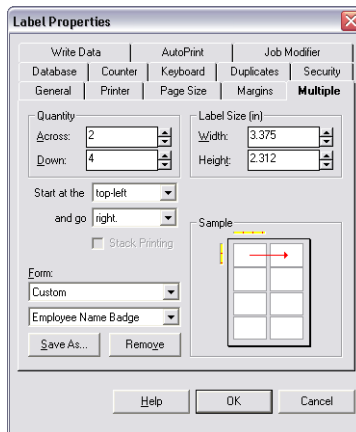 Label Properties
Write Data AutoPrint Job Modifier
Database Counter Keyboard Duplicates Security
General Printer Page Size Margins Multiple
Quantity
Across: 2
Down: 4
Label Size (in)
Width: 3.375
Height: 2.312
Start at the top-left
and go right.
Stack Printing
Sample
Form:
Custom
Employee Name Badge
Save As... Remove
Help OK Cancel